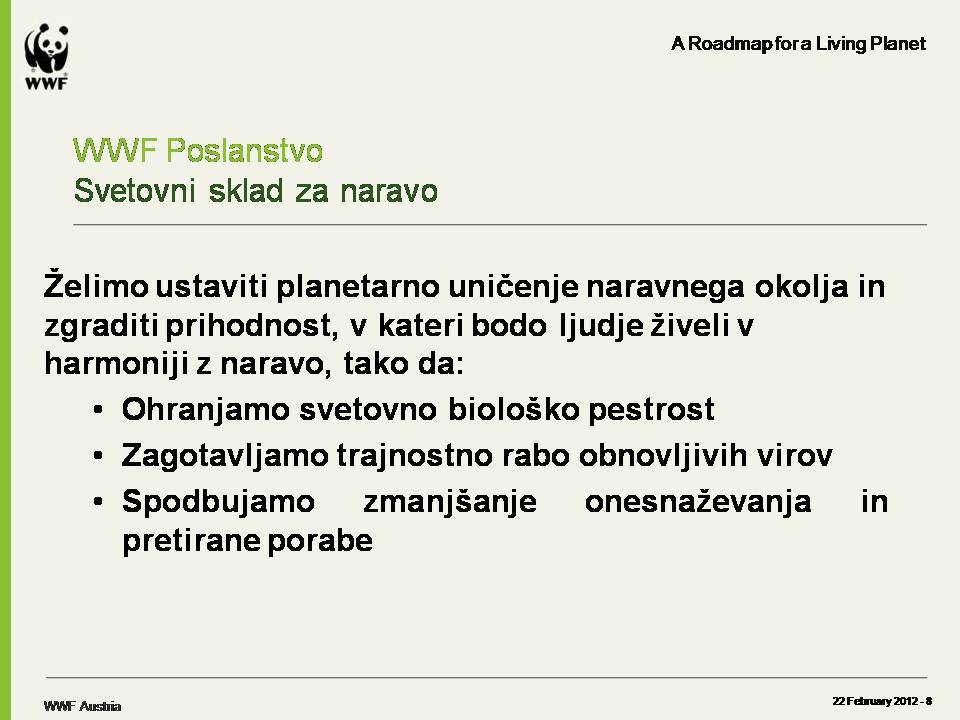 WWF
A Roadmap for a Living Planet
WWF Poslanstvo
Svetovni sklad za naravo
Želimo ustaviti planetarno uničenje naravnega okolja in
zgraditi prihodnost, v kateri bodo ljudje živeli v
harmoniji z naravo, tako da:
• Ohranjamo svetovno biološko pestrost
• Zagotavljamo trajnostno rabo obnovljivih virov
• Spodbujamo zmanjšanje onesnaževanja in
pretirane porabe
WWF Austria
22 February 2012 - 8